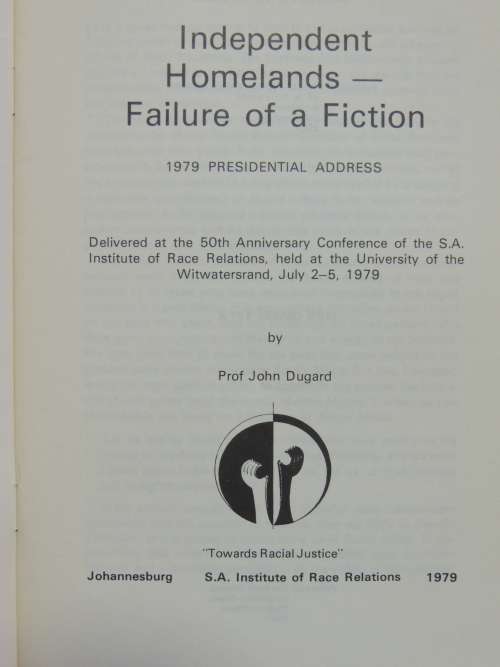 Independent
Homelands —
Failure of a Fiction
1979 PRESIDENTIAL ADDRESS
Delivered at the 50th Anniversary Conference of the S.A.
Institute of Race Relations, held at the University of the
Witwatersrand, July 2–5, 1979
by
Prof John Dugard
"Towards Racial Justice"
Johannesburg S.A. Institute of Race Relations 1979